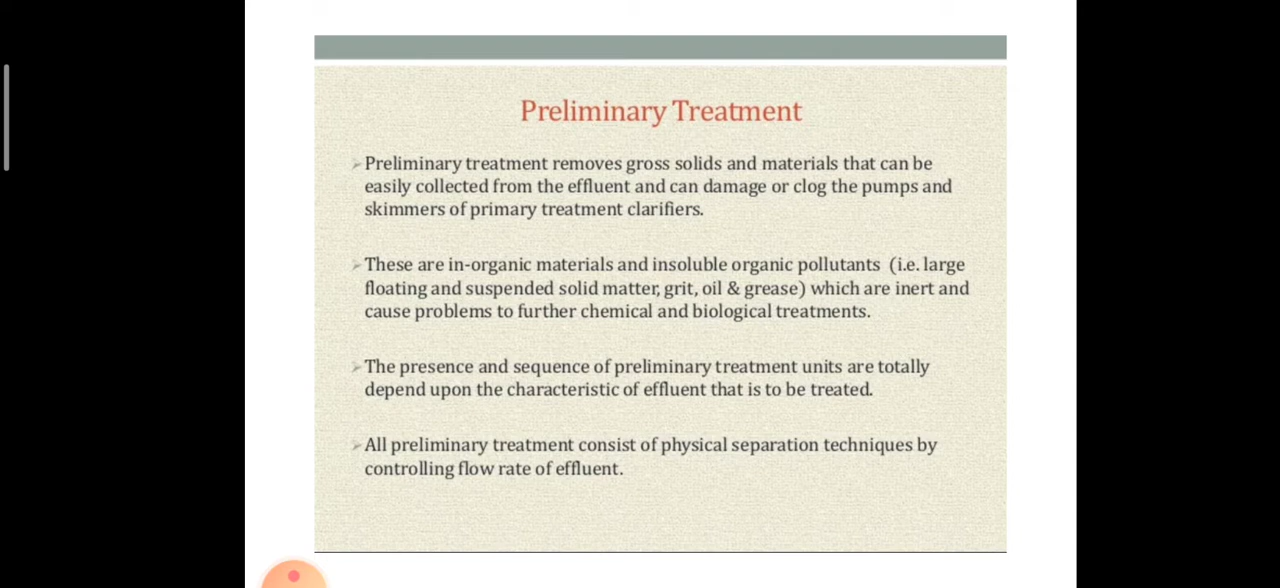 Preliminary Treatment
Preliminary treatment removes gross solids and materials that can be
easily collected from the effluent and can damage or clog the pumps and
skimmers of primary treatment clarifiers.
These are in-organic materials and insoluble organic pollutants (i.e. large
floating and suspended solid matter, grit, oil & grease) which are inert and
cause problems to further chemical and biological treatments.
The presence and sequence of preliminary treatment units are totally
depend upon the characteristic of effluent that is to be treated.
All preliminary treatment consist of physical separation techniques by
controlling flow rate of effluent.